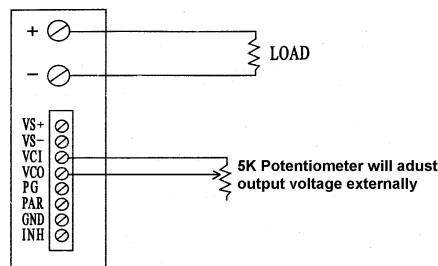 +
LOAD
−
VS+
VS−
VCI
VCO
PG
PAR
GND
INH
5K Potentiometer will adust
output voltage externally